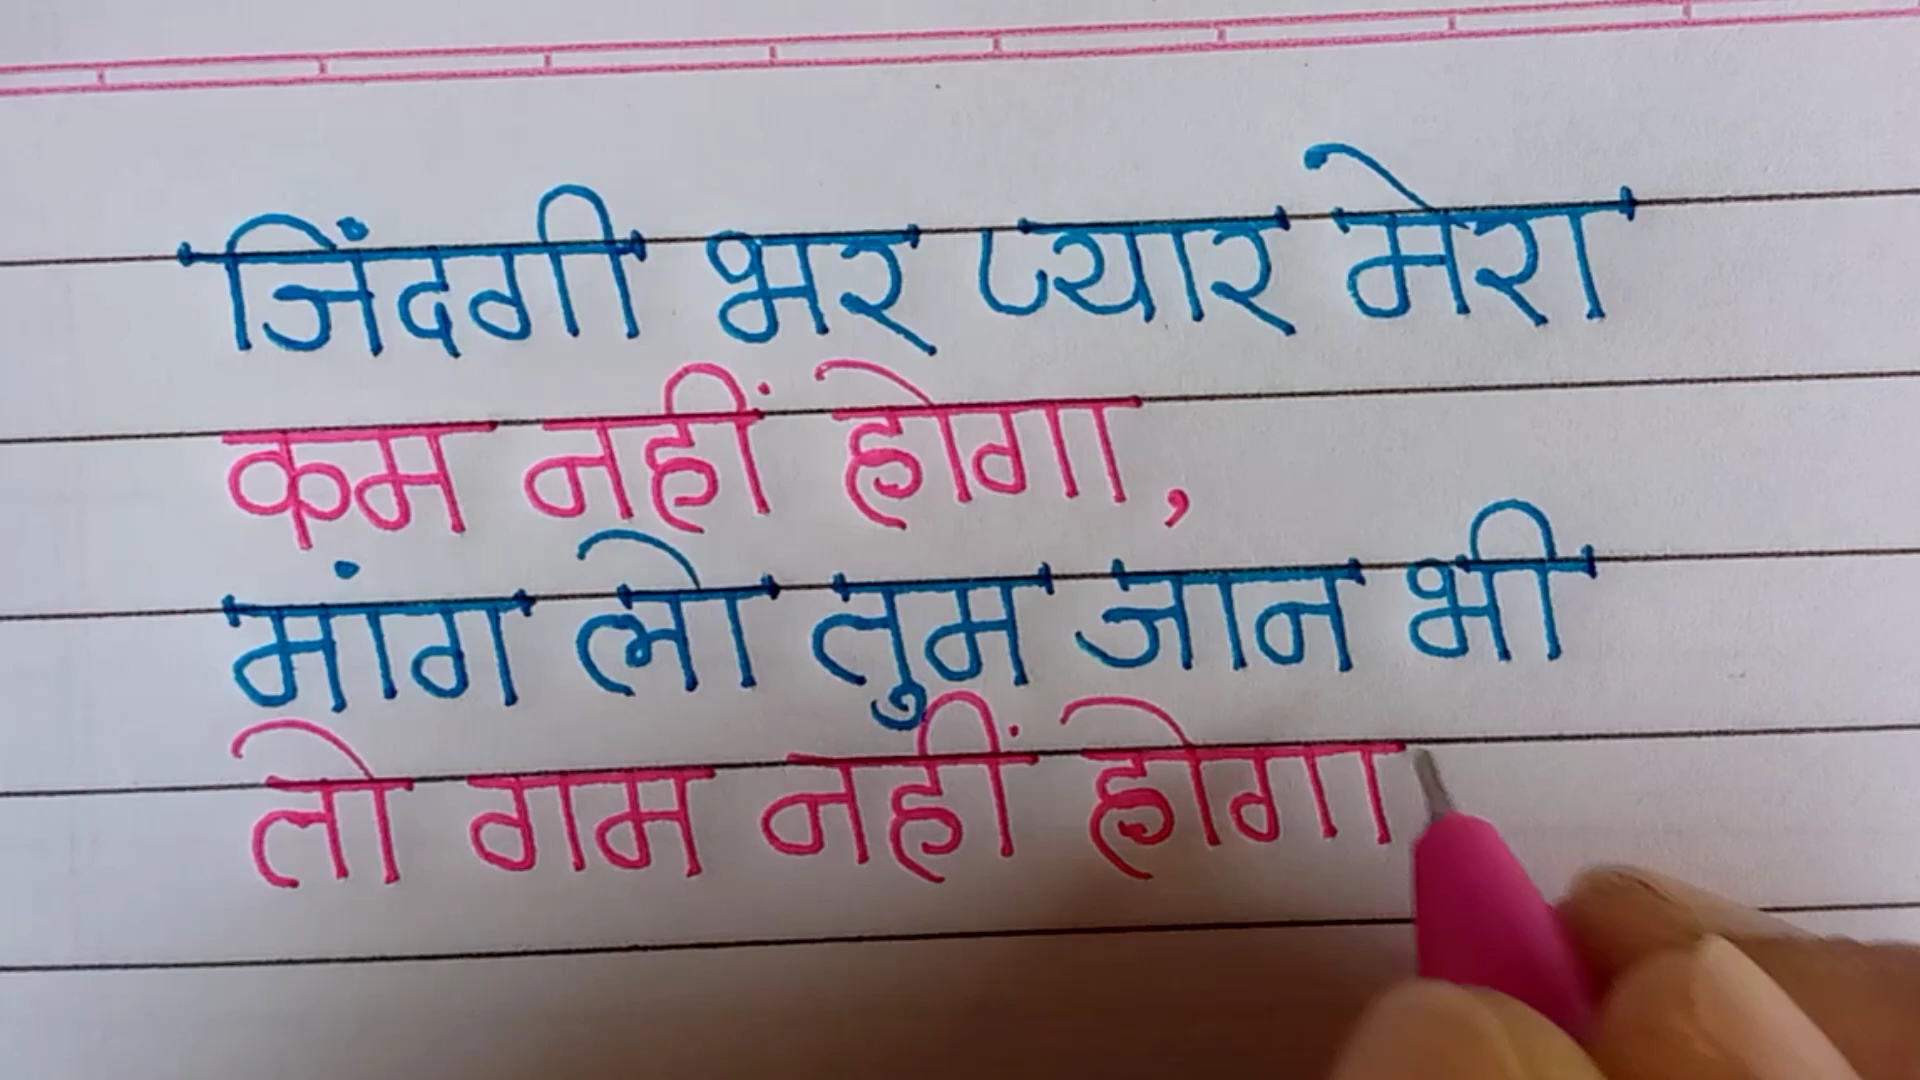 जिंदगी भर प्यार मेरा
कम नहीं होगा,
मांग लो तुम जान भी
तो गम नहीं होगा